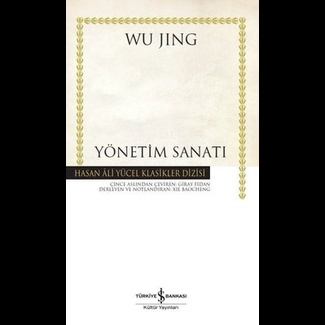 WU JING
YÖNETİM SANATI
HASAN ÂLİ YÜCEL KLASİKLER DİZİSİ
ÇİNCE ASLINDAN ÇEVİREN: GİRAY FİDAN
DERLEYEN VE NOTLANDIRAN: XIE BAOCHENG
TÜRKİYE İŞ BANKASI
Kültür Yayınları